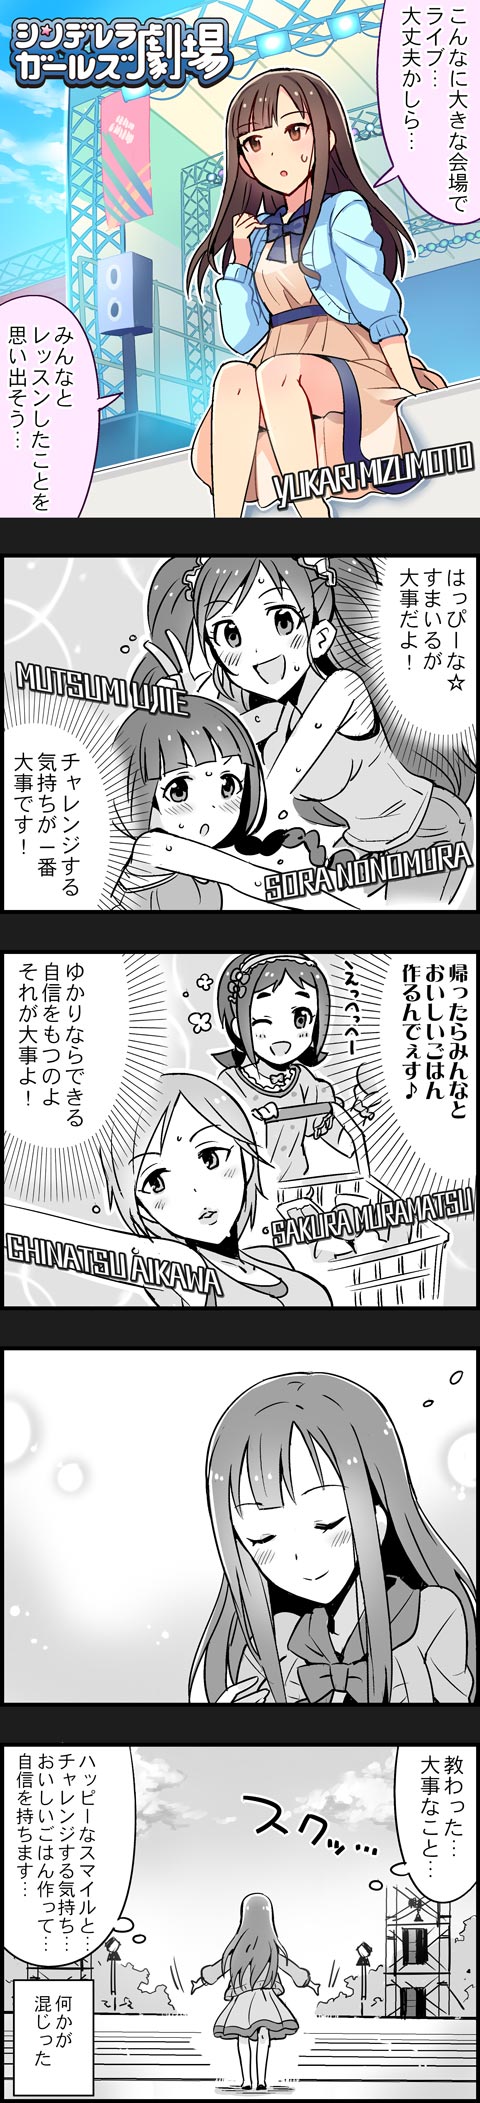 シンデレラ
ガールズ劇場
こんなに大きな会場で
ライブ…
大丈夫かしら…
みんなと
レッスンしたことを
思い出そう…
YUKARI MIZUMOTO
はっぴーな☆
すまいるが
大事だよ！
MUTSUMI UJIIE
チャレンジする
気持ちが一番
大事です！
SORA NONOMURA
帰ったらみんなと
おいしいごはん
作るんでぇす♪
えっへっへー
ゆかりならできる
自信をもつのよ
それが大事よ！
SAKURA MURAMATSU
CHINATSU AIKAWA
教わった…
大事なこと…
スクッ…
ハッピーなスマイルと…
チャレンジする気持ち…
おいしいごはん作って…
自信を持ちます…
何かが
混じった